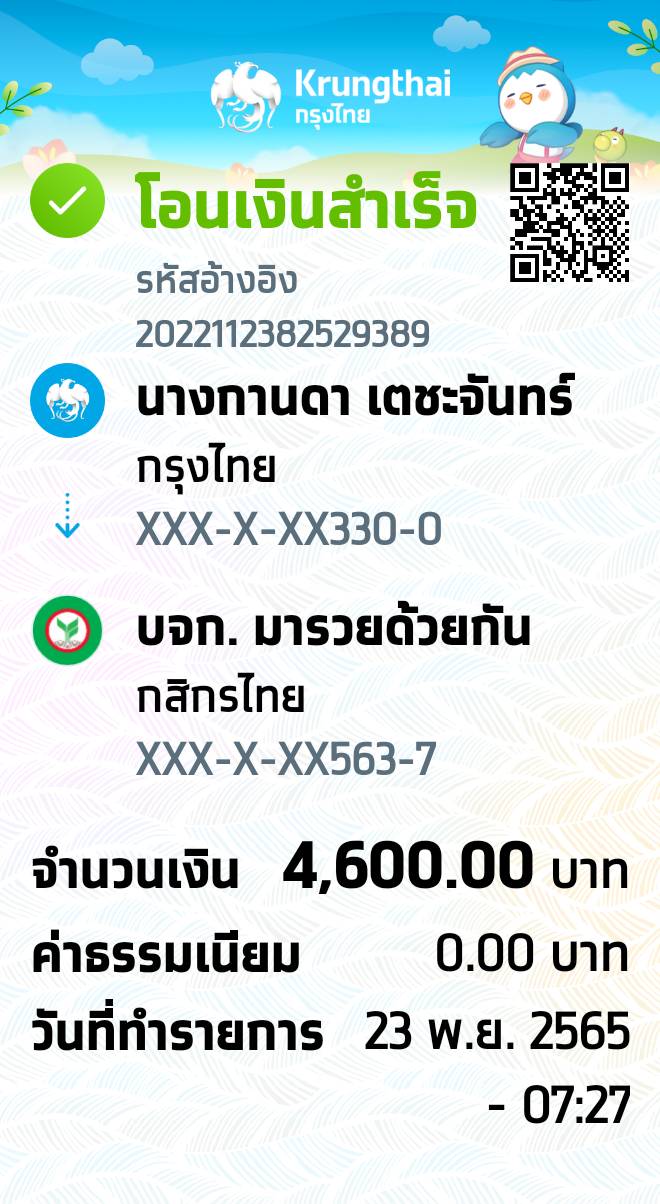 Krungthai
กรุงไทย
โอนเงินสำเร็จ
รหัสอ้างอิง
2022112382529389
นางกานดา เตชะจันทร์
กรุงไทย
XXX-X-XX330-0
บจก. มารวยด้วยกัน
กสิกรไทย
XXX-X-XX563-7
จำนวนเงิน 4,600.00 บาท
ค่าธรรมเนียม 0.00 บาท
วันที่ทำรายการ 23 พ.ย. 2565
- 07:27